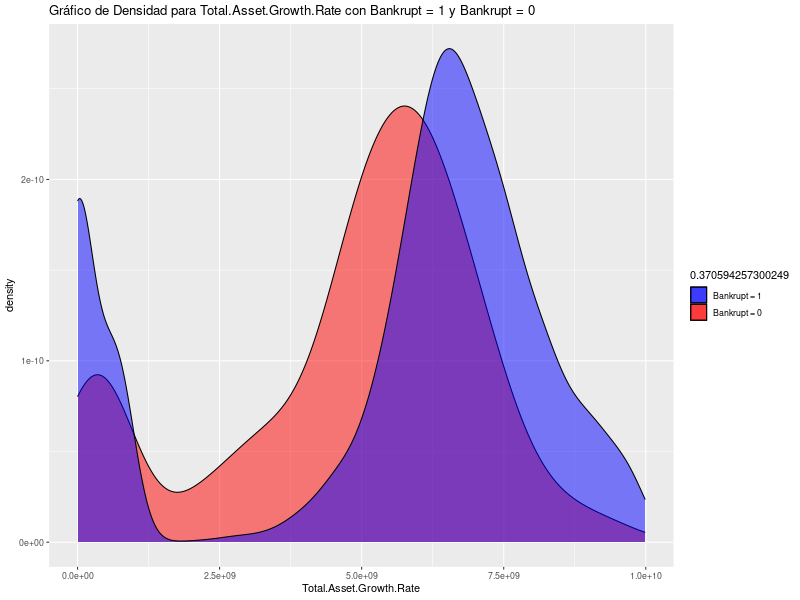 Gráfico de Densidad para Total.Asset.Growth.Rate con Bankrupt = 1 y Bankrupt = 0
density
2e-10
1e-10
0e+00
0.0e+00
2.5e+09
5.0e+09
7.5e+09
1.0e+10
Total.Asset.Growth.Rate
0.370594257300249
Bankrupt = 1
Bankrupt = 0